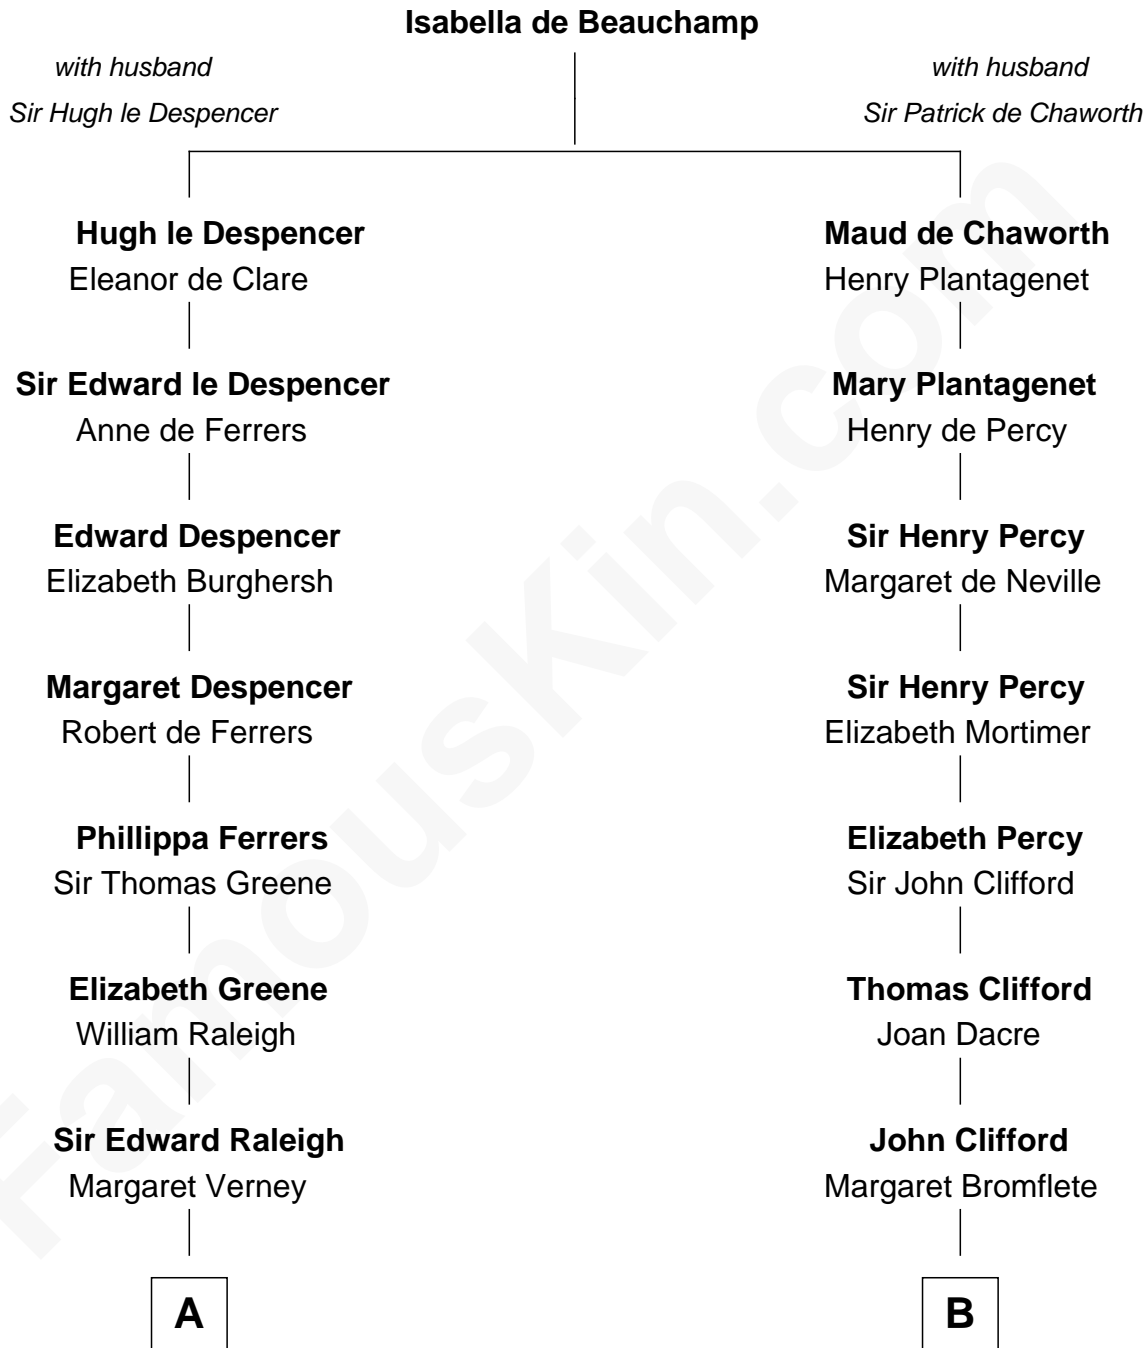 Isabella de Beauchamp
with husband
Sir Hugh le Despencer
with husband
Sir Patrick de Chaworth
Hugh le Despencer
Eleanor de Clare
Maud de Chaworth
Henry Plantagenet
Sir Edward le Despencer
Anne de Ferrers
Mary Plantagenet
Henry de Percy
Edward Despencer
Elizabeth Burghersh
Sir Henry Percy
Margaret de Neville
Margaret Despencer
Robert de Ferrers
Sir Henry Percy
Elizabeth Mortimer
Phillippa Ferrers
Sir Thomas Greene
Elizabeth Percy
Sir John Clifford
Elizabeth Greene
William Raleigh
Thomas Clifford
Joan Dacre
Sir Edward Raleigh
Margaret Verney
John Clifford
Margaret Bromflete
A
B
FamousKin.com